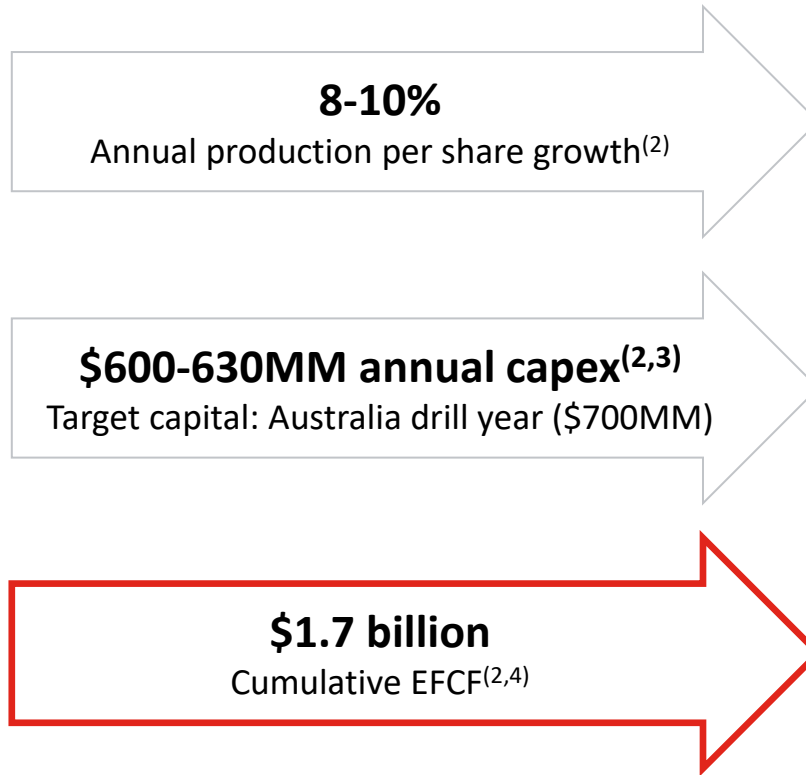 8-10%
Annual production per share growth(2)
$600-630MM annual capex(2,3)
Target capital: Australia drill year ($700MM)
$1.7 billion
Cumulative EFCF(2,4)